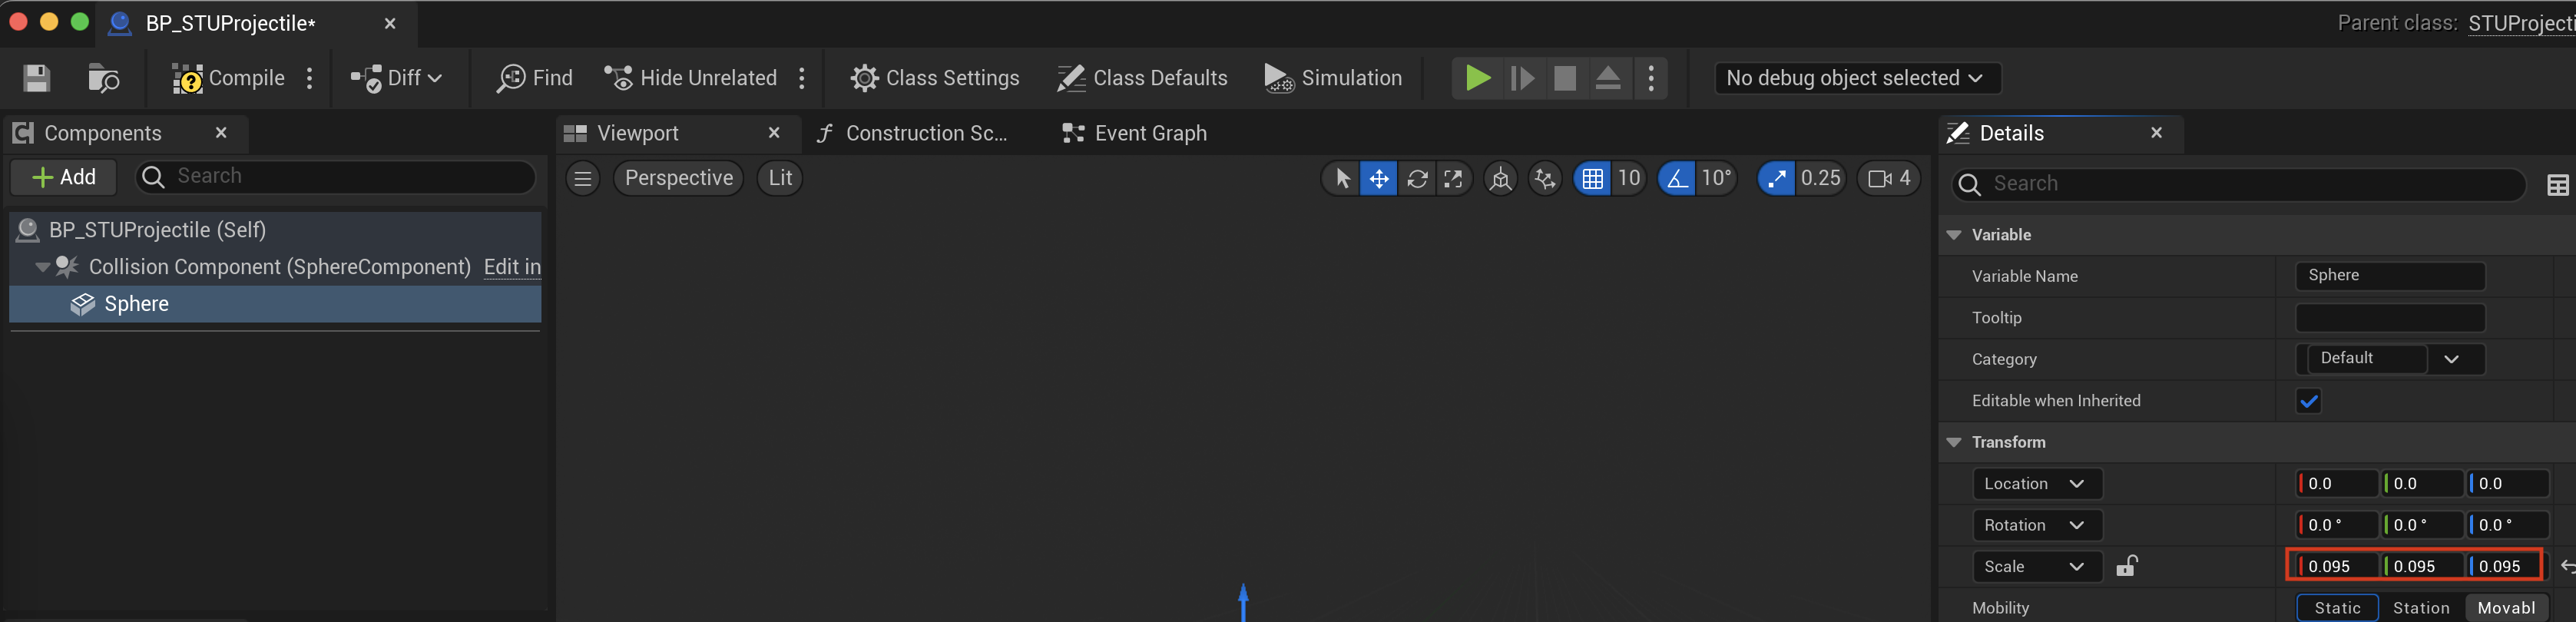 BP_STUProjectile*
Parent class: STUProjecti
Compile
Diff
Find
Hide Unrelated
Class Settings
Class Defaults
Simulation
No debug object selected
Components
Viewport
Construction Sc...
Event Graph
Details
Add
Search
Perspective
Lit
10
10°
0.25
4
Search
BP_STUProjectile (Self)
Collision Component (SphereComponent) Edit in
Sphere
Variable
Variable Name Sphere
Tooltip
Category Default
Editable when Inherited
Transform
Location 0.0 0.0 0.0
Rotation 0.0 ° 0.0 ° 0.0 °
Scale 0.095 0.095 0.095
Mobility Static Station Movabl